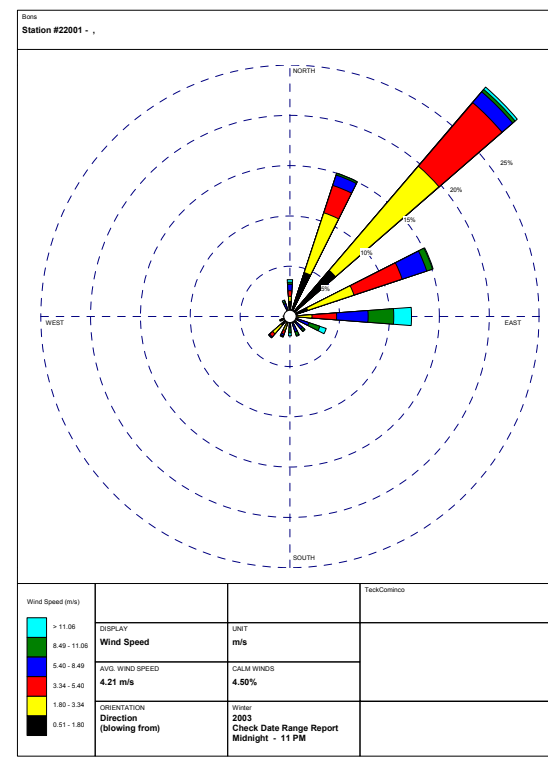 Bons
Station #22001 - ,
NORTH
25%
20%
15%
10%
5%
WEST
EAST
SOUTH
Wind Speed (m/s)
> 11.06
8.49 - 11.06
5.40 - 8.49
3.34 - 5.40
1.80 - 3.34
0.51 - 1.80
TeckCominco
DISPLAY
Wind Speed
UNIT
m/s
AVG. WIND SPEED
4.21 m/s
CALM WINDS
4.50%
ORIENTATION
Direction
(blowing from)
Winter
2003
Check Date Range Report
Midnight - 11 PM